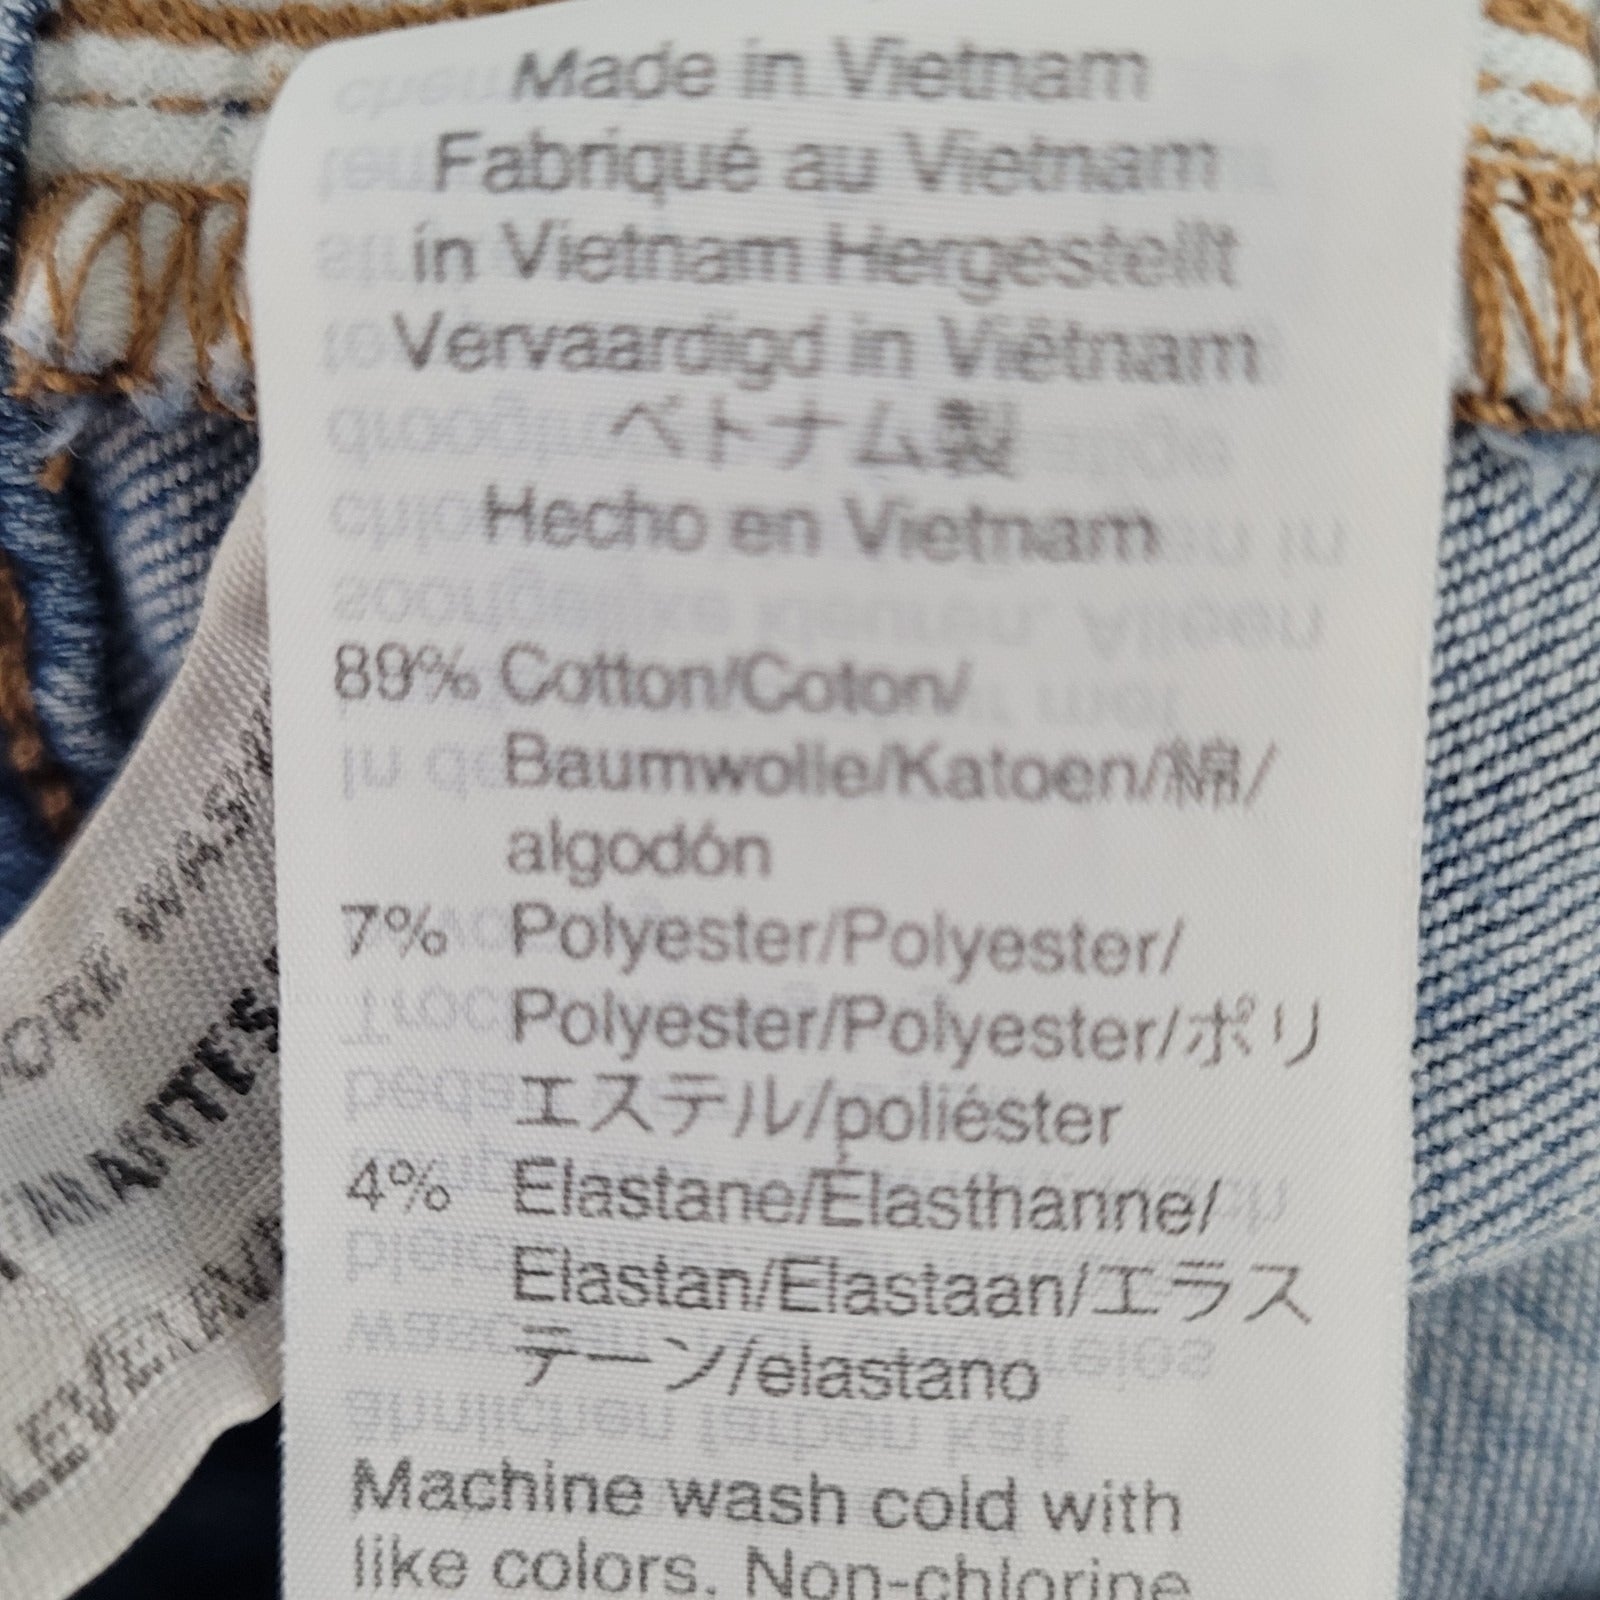 Made in Vietnam
Fabriqué au Vietnam
in Vietnam Hergestellt
Vervaardigd in Viëtnam
ベトナム製
Hecho en Vietnam
89% Cotton/Coton/
Baumwolle/Katoen/綿/
algodón
7% Polyester/Polyester/
Polyester/Polyester/ポリ
エステル/poliéster
4% Elastane/Élasthanne/
Elastan/Elastaan/エラス
テーン/elastano
Machine wash cold with
like colors. Non-chlorine
ANTES